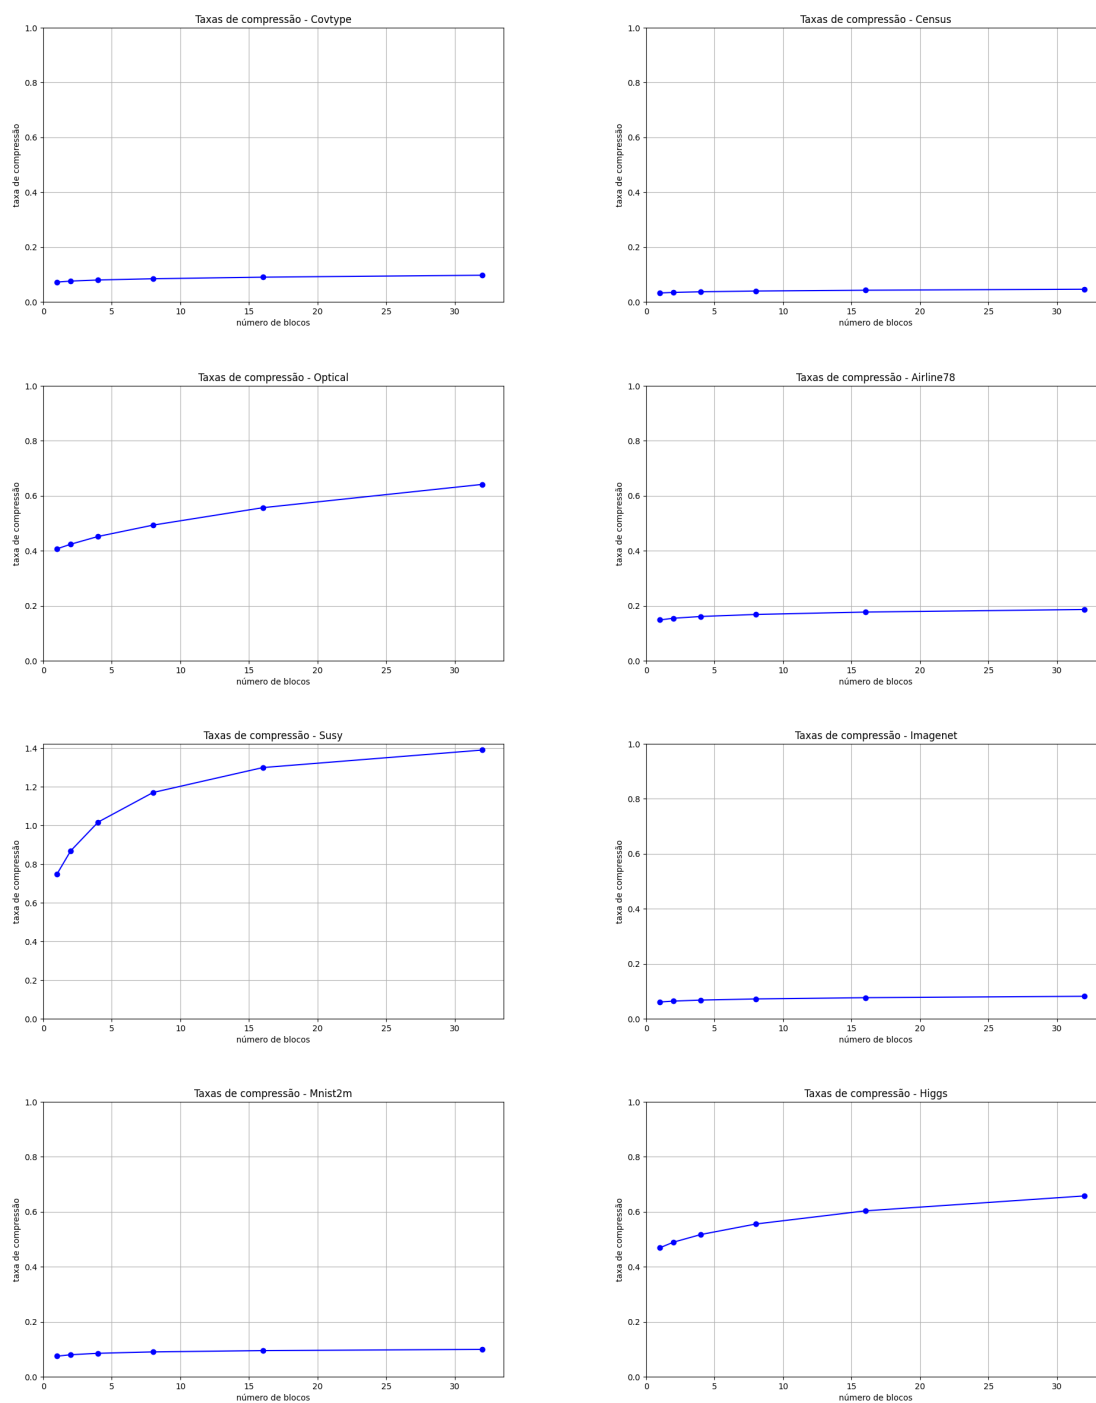 Taxas de compressão - Covtype
1.0
0.8
0.6
0.4
0.2
0.0
taxa de compressão
0 5 10 15 20 25 30
número de blocos
Taxas de compressão - Census
1.0
0.8
0.6
0.4
0.2
0.0
taxa de compressão
0 5 10 15 20 25 30
número de blocos
Taxas de compressão - Optical
1.0
0.8
0.6
0.4
0.2
0.0
taxa de compressão
0 5 10 15 20 25 30
número de blocos
Taxas de compressão - Airline78
1.0
0.8
0.6
0.4
0.2
0.0
taxa de compressão
0 5 10 15 20 25 30
número de blocos
Taxas de compressão - Susy
1.4
1.2
1.0
0.8
0.6
0.4
0.2
0.0
taxa de compressão
0 5 10 15 20 25 30
número de blocos
Taxas de compressão - Imagenet
1.0
0.8
0.6
0.4
0.2
0.0
taxa de compressão
0 5 10 15 20 25 30
número de blocos
Taxas de compressão - Mnist2m
1.0
0.8
0.6
0.4
0.2
0.0
taxa de compressão
0 5 10 15 20 25 30
número de blocos
Taxas de compressão - Higgs
1.0
0.8
0.6
0.4
0.2
0.0
taxa de compressão
0 5 10 15 20 25 30
número de blocos